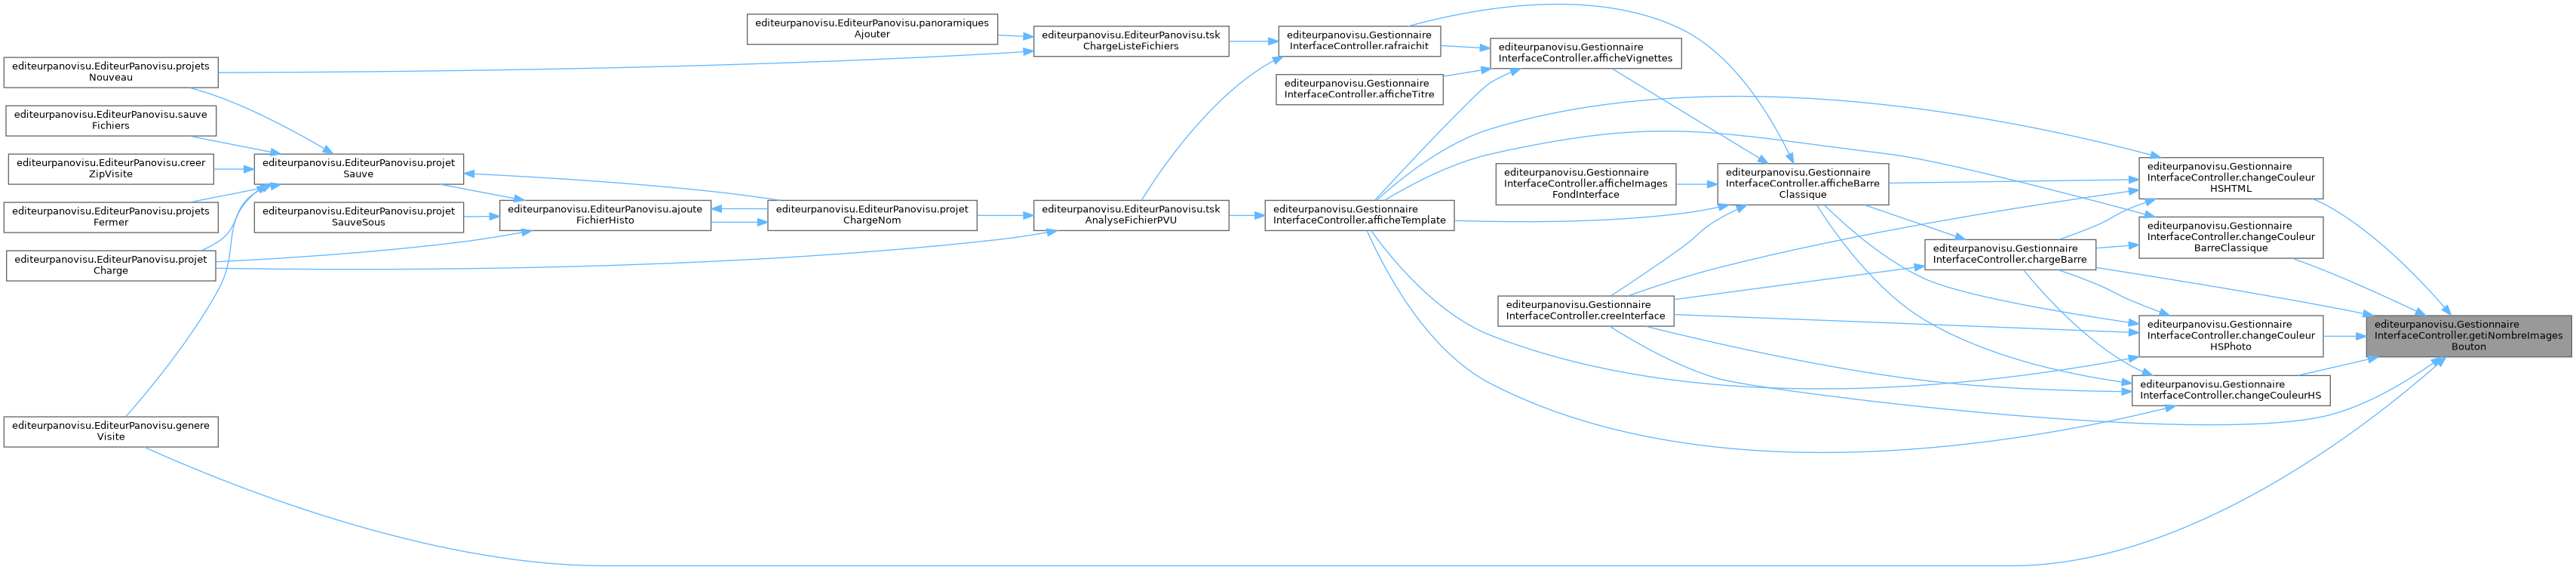 editeurpanovisu.EditeurPanovisu.panoramiques
Ajouter
editeurpanovisu.EditeurPanovisu.projets
Nouveau
editeurpanovisu.EditeurPanovisu.sauve
Fichiers
editeurpanovisu.EditeurPanovisu.creer
ZipVisite
editeurpanovisu.EditeurPanovisu.projets
Fermer
editeurpanovisu.EditeurPanovisu.projet
Charge
editeurpanovisu.EditeurPanovisu.genere
Visite
editeurpanovisu.EditeurPanovisu.projet
Sauve
editeurpanovisu.EditeurPanovisu.projet
SauveSous
editeurpanovisu.EditeurPanovisu.ajoute
FichierHisto
editeurpanovisu.EditeurPanovisu.projet
ChargeNom
editeurpanovisu.EditeurPanovisu.tsk
ChargeListeFichiers
editeurpanovisu.EditeurPanovisu.tsk
AnalyseFichierPVU
editeurpanovisu.Gestionnaire
InterfaceController.rafraichit
editeurpanovisu.Gestionnaire
InterfaceController.afficheTitre
editeurpanovisu.Gestionnaire
InterfaceController.afficheTemplate
editeurpanovisu.Gestionnaire
InterfaceController.afficheVignettes
editeurpanovisu.Gestionnaire
InterfaceController.afficheImages
FondInterface
editeurpanovisu.Gestionnaire
InterfaceController.creeInterface
editeurpanovisu.Gestionnaire
InterfaceController.afficheBarre
Classique
editeurpanovisu.Gestionnaire
InterfaceController.chargeBarre
editeurpanovisu.Gestionnaire
InterfaceController.changeCouleur
HSHTML
editeurpanovisu.Gestionnaire
InterfaceController.changeCouleur
BarreClassique
editeurpanovisu.Gestionnaire
InterfaceController.changeCouleur
HSPhoto
editeurpanovisu.Gestionnaire
InterfaceController.changeCouleurHS
editeurpanovisu.Gestionnaire
InterfaceController.getiNombreImages
Bouton